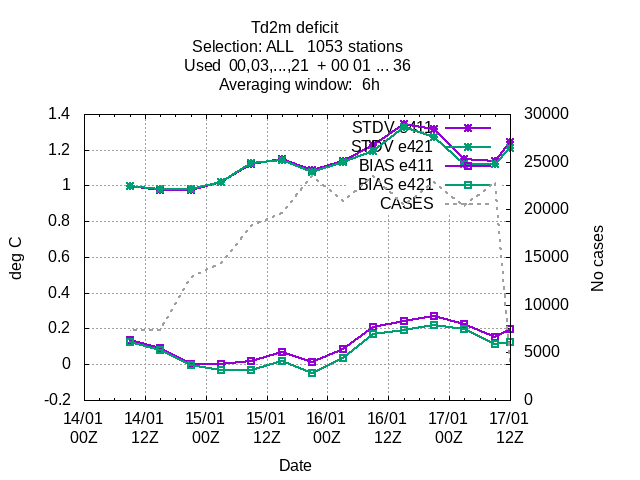 Td2m deficit
Selection: ALL   1053 stations
Used  00,03,...,21  + 00 01 ... 36
Averaging window:  6h
1.4
1.2
1
0.8
0.6
0.4
0.2
0
-0.2
deg C
30000
25000
20000
15000
10000
5000
0
No cases
STDV e411
STDV e421
BIAS e411
BIAS e421
CASES
14/01 14/01 15/01 15/01 16/01 16/01 17/01 17/01
00Z 12Z 00Z 12Z 00Z 12Z 00Z 12Z
Date